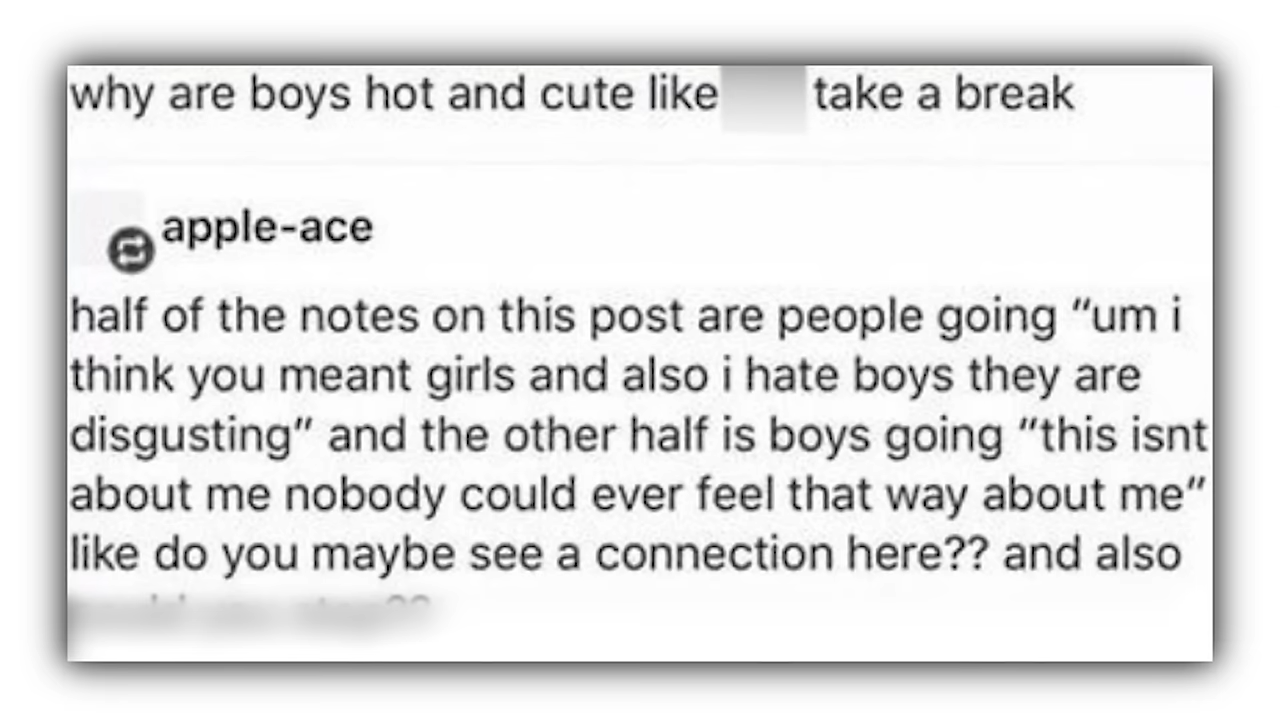 why are boys hot and cute like take a break
apple-ace
half of the notes on this post are people going “um i
think you meant girls and also i hate boys they are
disgusting” and the other half is boys going “this isnt
about me nobody could ever feel that way about me”
like do you maybe see a connection here?? and also